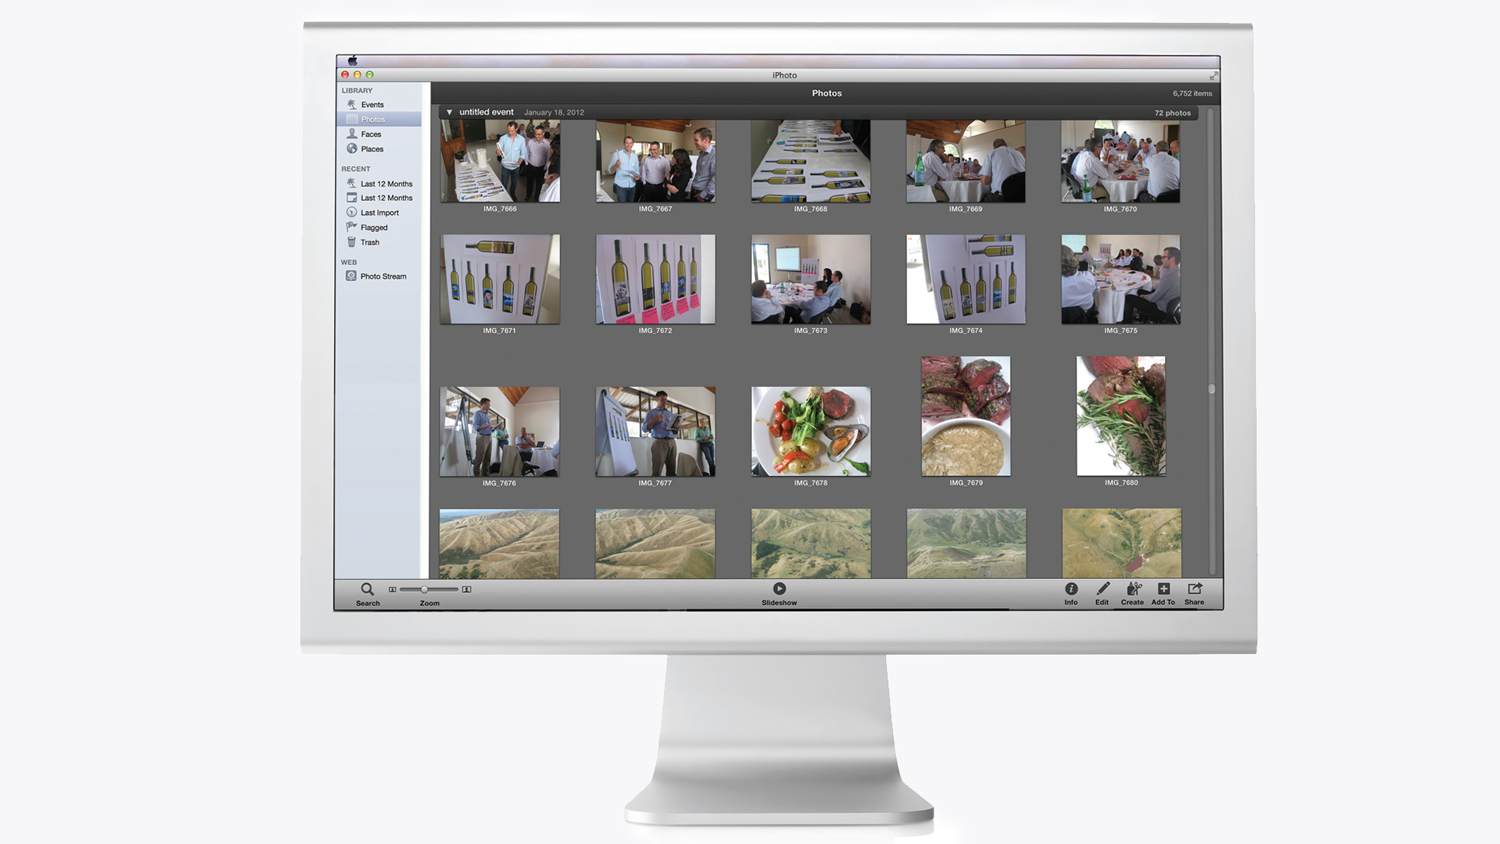 iPhoto
LIBRARY
Events
Photos
Faces
Places
RECENT
Last 12 Months
Last 12 Months
Last Import
Flagged
Trash
WEB
Photo Stream
Photos
6,752 items
untitled event January 18, 2012
72 photos
IMG_7666 IMG_7667 IMG_7668 IMG_7669 IMG_7670
IMG_7671 IMG_7672 IMG_7673 IMG_7674 IMG_7675
IMG_7676 IMG_7677 IMG_7678 IMG_7679 IMG_7680
Search Zoom Slideshow Info Edit Create Add To Share